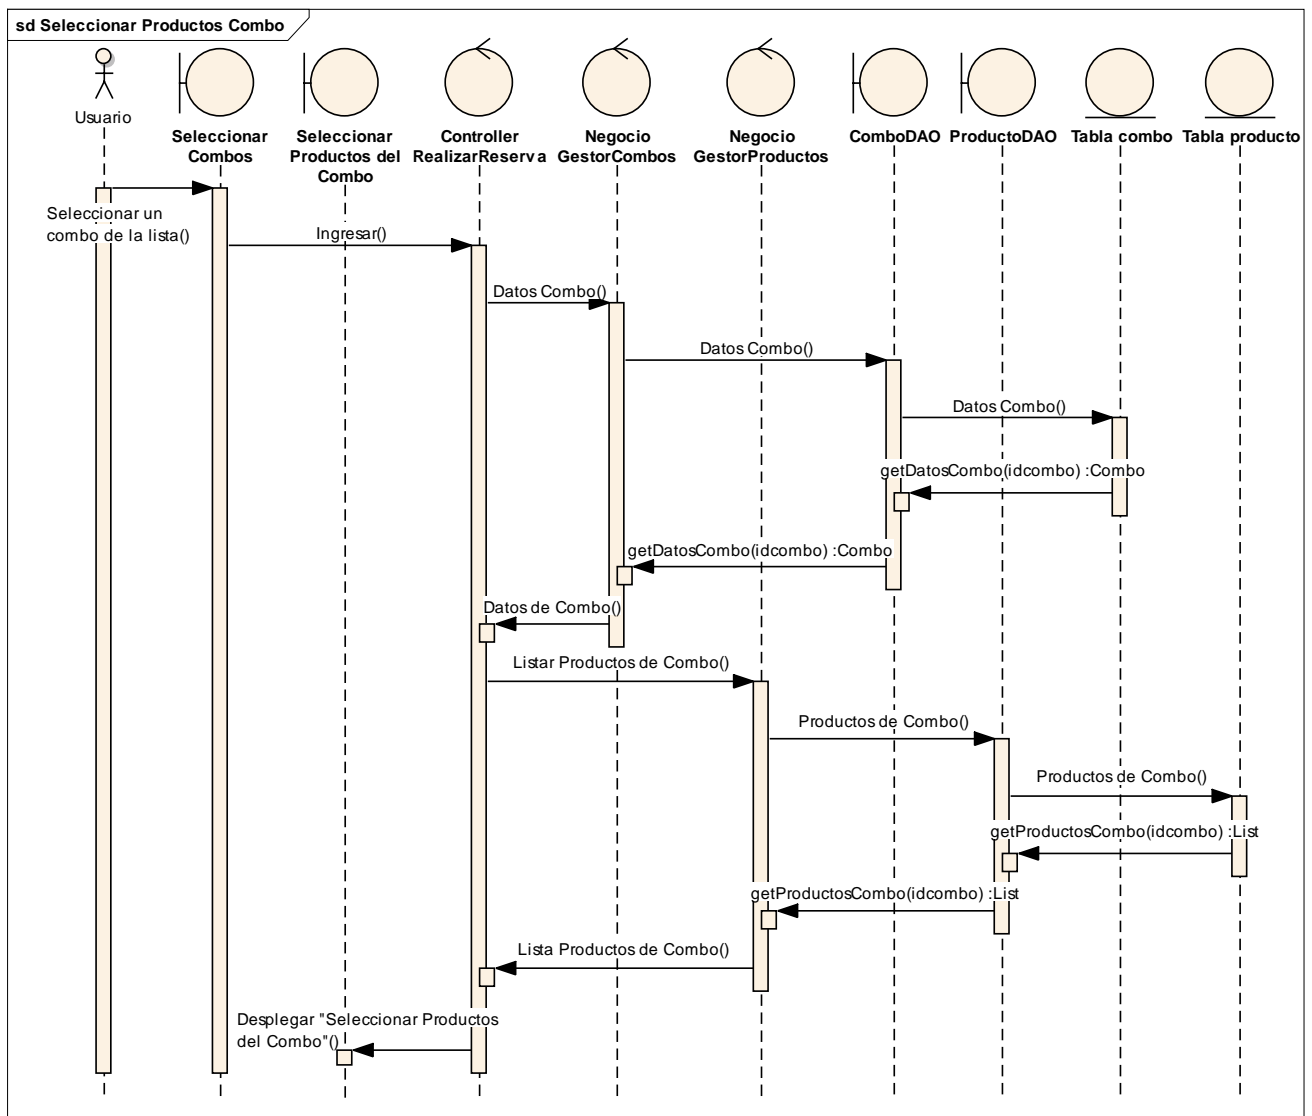 sd Seleccionar Productos Combo
Usuario
Seleccionar
Combos
Seleccionar
Productos del
Combo
Controller
RealizarReserva
Negocio
GestorCombos
Negocio
GestorProductos
ComboDAO
ProductoDAO
Tabla combo
Tabla producto
Seleccionar un
combo de la lista()
Ingresar()
Datos Combo()
Datos Combo()
Datos Combo()
getDatosCombo(idcombo) :Combo
getDatosCombo(idcombo) :Combo
Datos de Combo()
Listar Productos de Combo()
Productos de Combo()
Productos de Combo()
getProductosCombo(idcombo) :List
getProductosCombo(idcombo) :List
Lista Productos de Combo()
Desplegar "Seleccionar Productos
del Combo"()